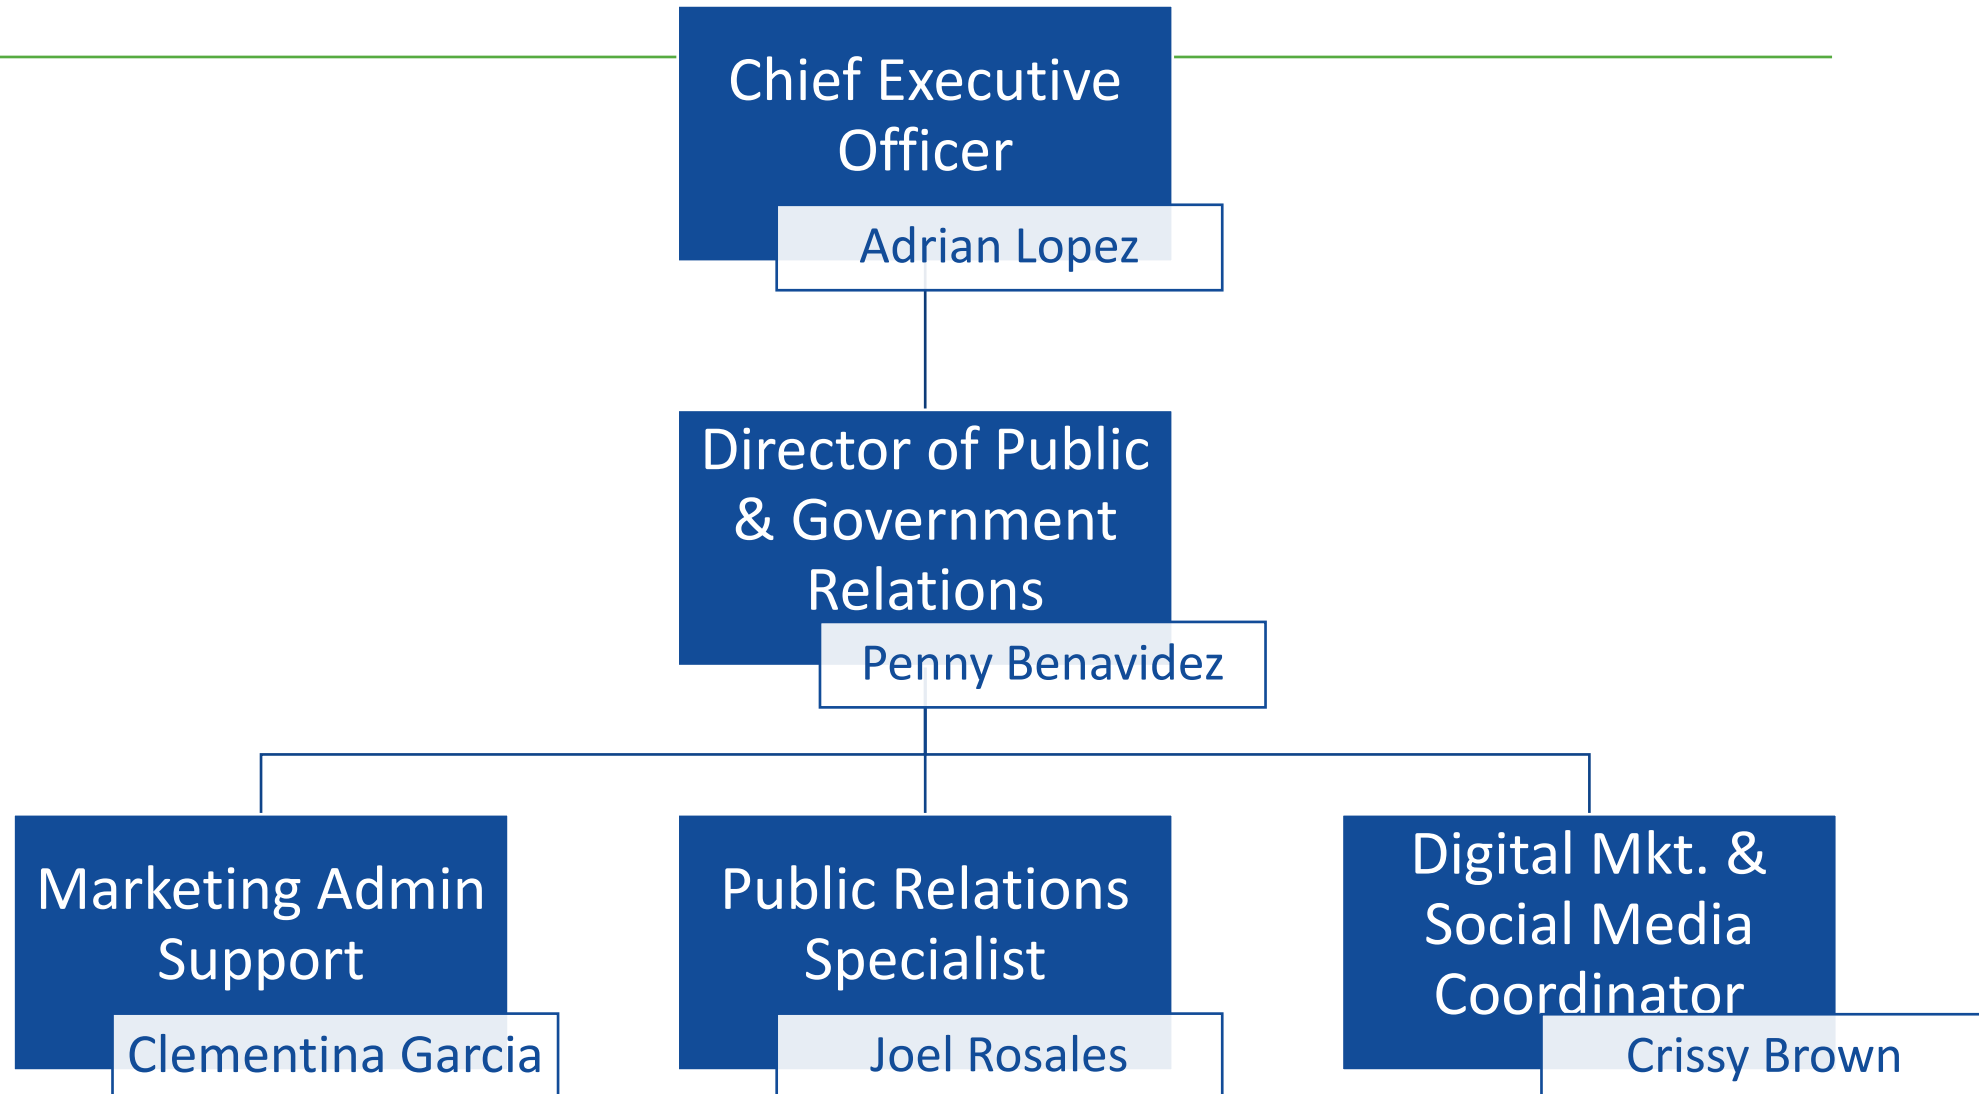 Chief Executive
Officer
Adrian Lopez
Director of Public
& Government
Relations
Penny Benavidez
Marketing Admin
Support
Clementina Garcia
Public Relations
Specialist
Joel Rosales
Digital Mkt. &
Social Media
Coordinator
Crissy Brown